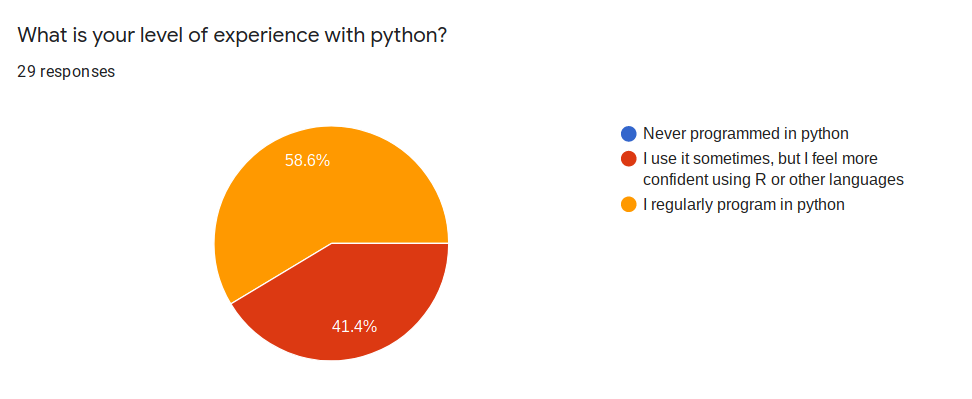 What is your level of experience with python?
29 responses
58.6%
41.4%
Never programmed in python
I use it sometimes, but I feel more
confident using R or other languages
I regularly program in python